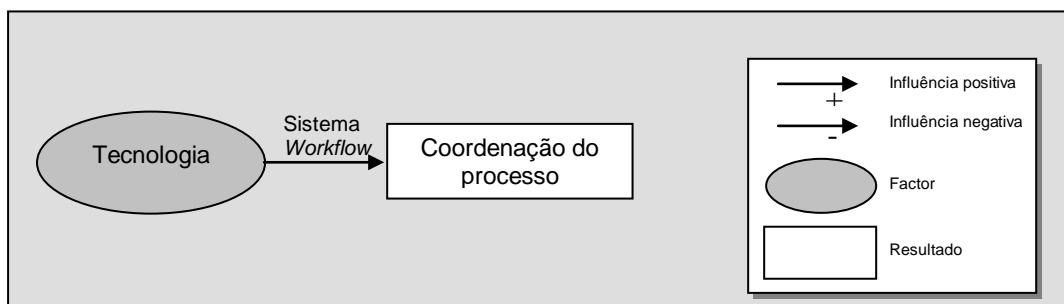 Tecnologia
Sistema
Workflow
Coordenação do
processo
Influência positiva
+
Influência negativa
-
Factor
Resultado